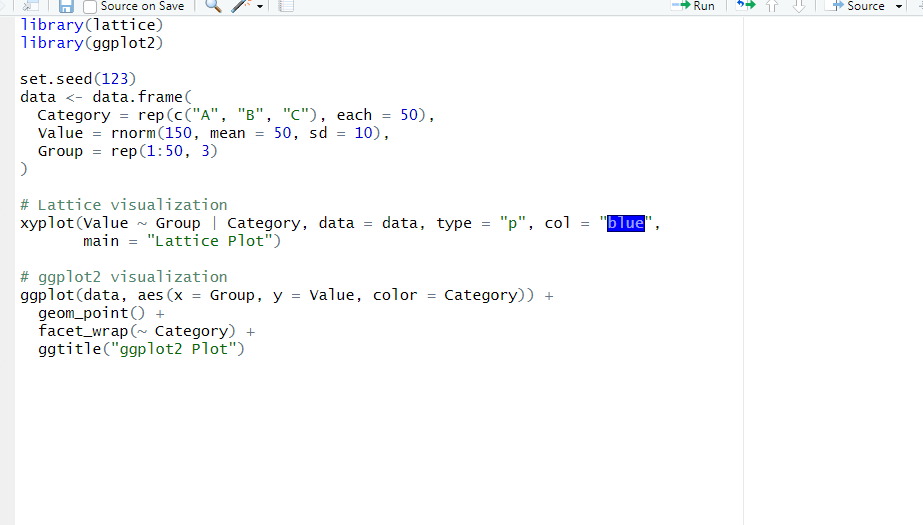 Source on Save Run Source
library(lattice)
library(ggplot2)
set.seed(123)
data <- data.frame(
  Category = rep(c("A", "B", "C"), each = 50),
  Value = rnorm(150, mean = 50, sd = 10),
  Group = rep(1:50, 3)
)
# Lattice visualization
xyplot(Value ~ Group | Category, data = data, type = "p", col = "blue",
       main = "Lattice Plot")
# ggplot2 visualization
ggplot(data, aes(x = Group, y = Value, color = Category)) +
  geom_point() +
  facet_wrap(~ Category) +
  ggtitle("ggplot2 Plot")